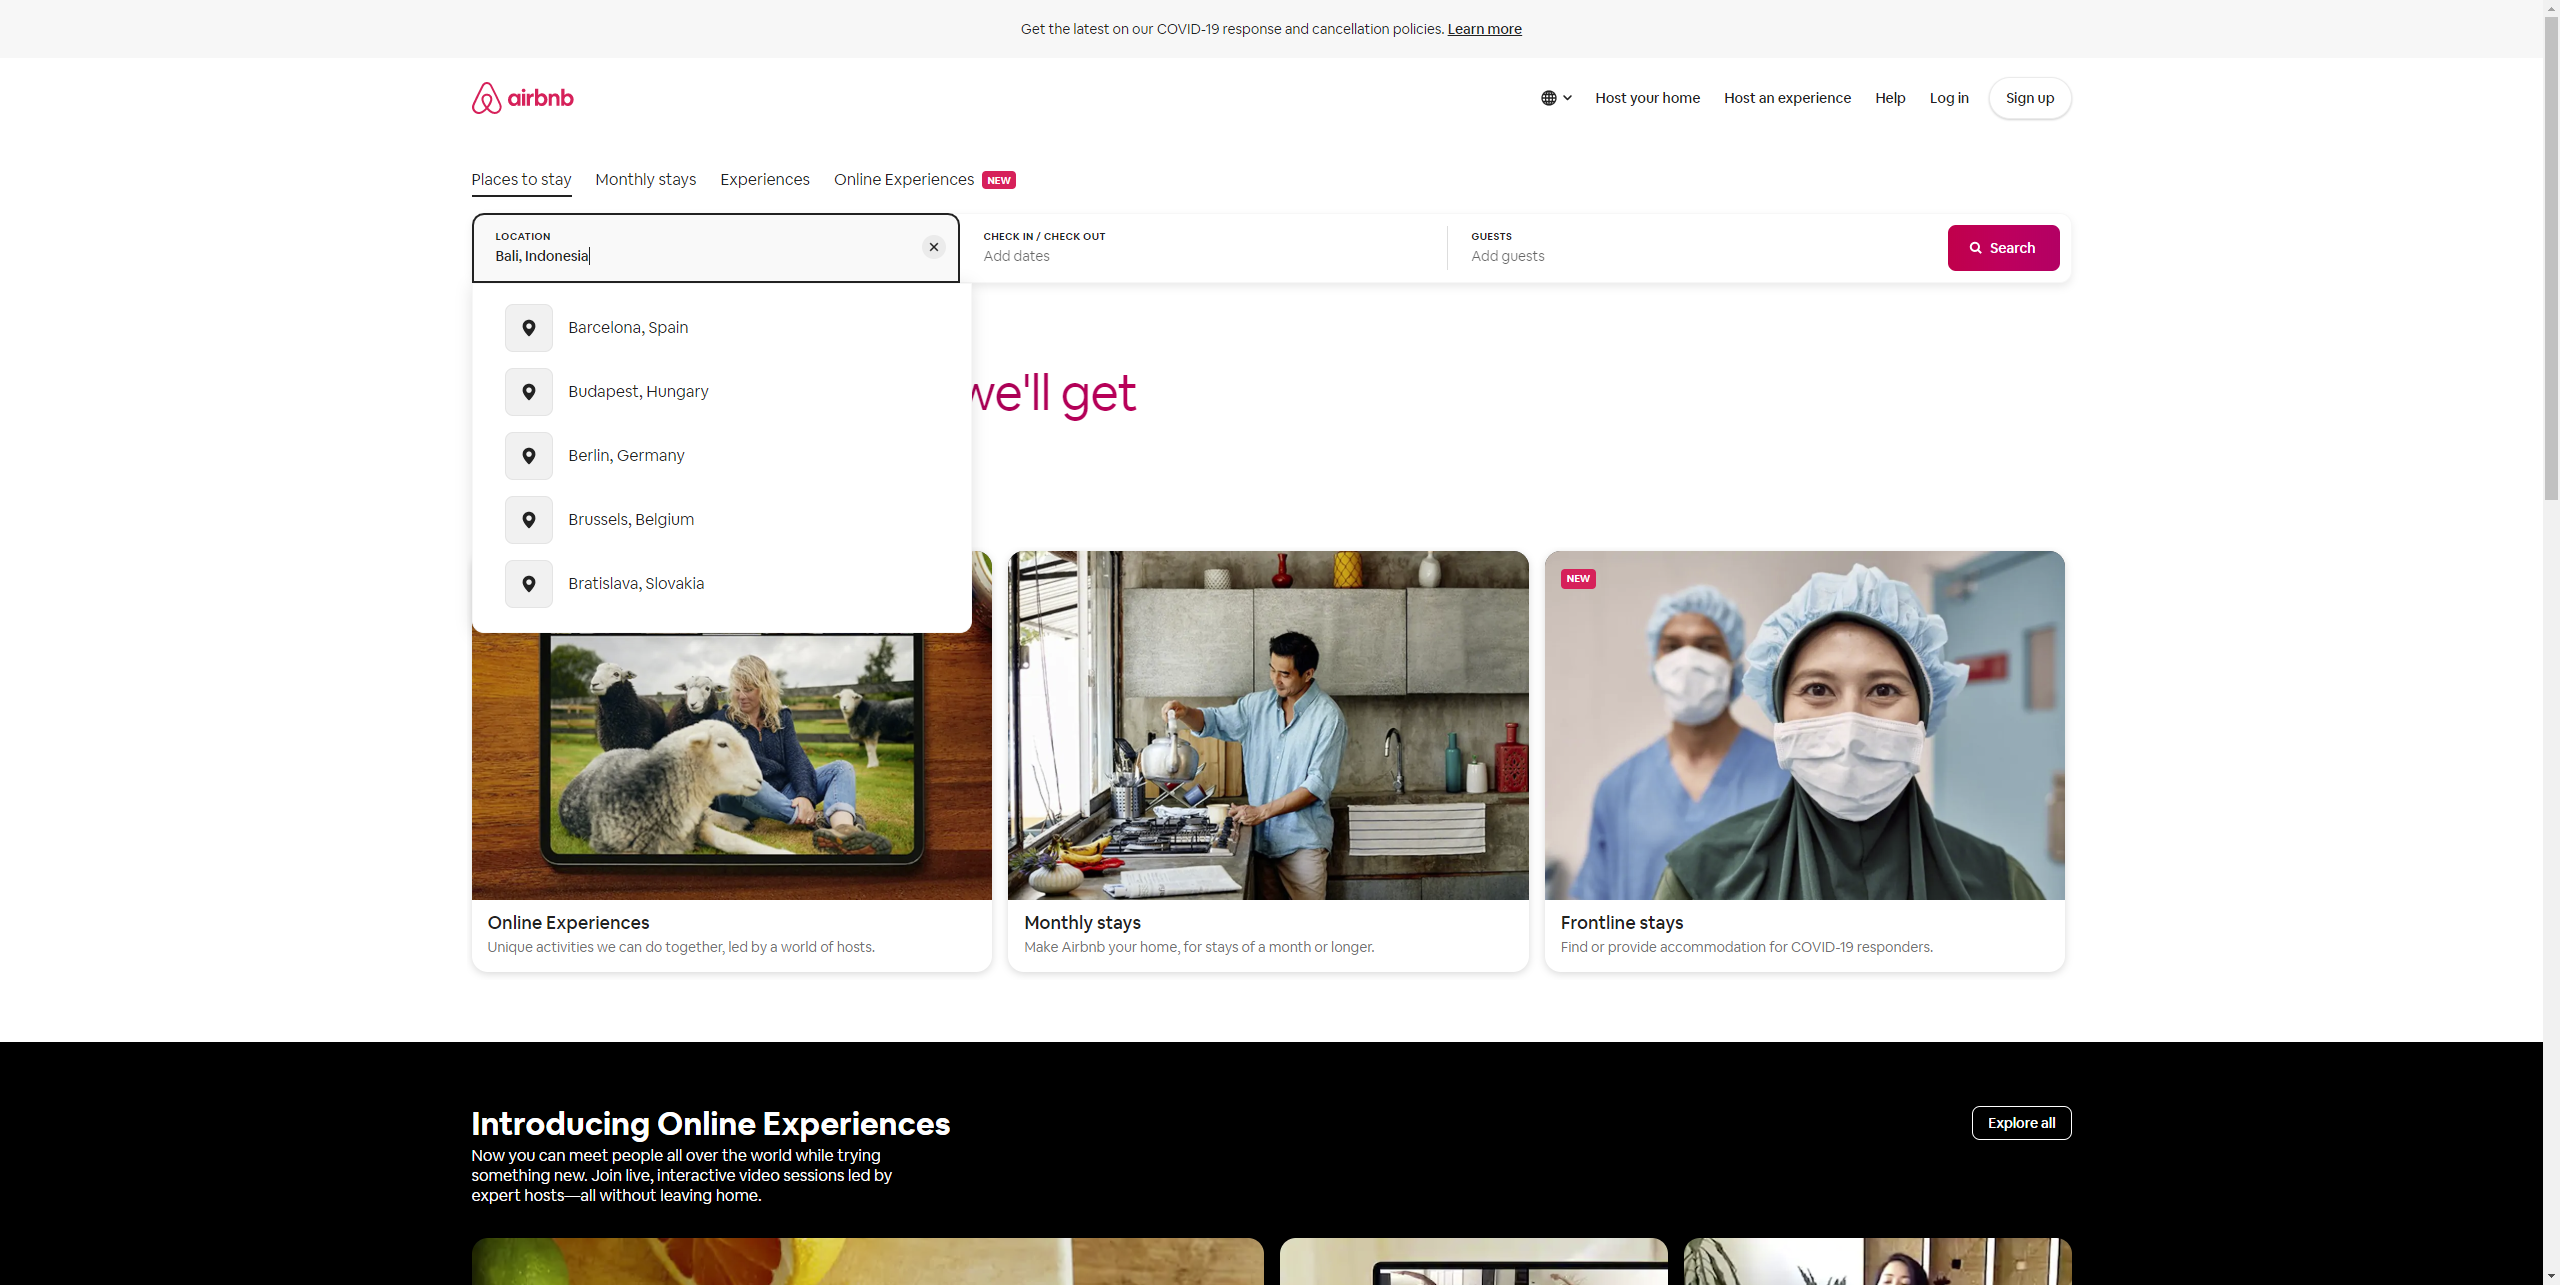 Get the latest on our COVID-19 response and cancellation policies. Learn more
airbnb
Host your home
Host an experience
Help
Log in
Sign up
Places to stay
Monthly stays
Experiences
Online Experiences
NEW
LOCATION
Bali, Indonesia
CHECK IN / CHECK OUT
Add dates
GUESTS
Add guests
Search
Barcelona, Spain
Budapest, Hungary
Berlin, Germany
Brussels, Belgium
Bratislava, Slovakia
we'll get
NEW
Online Experiences
Unique activities we can do together, led by a world of hosts.
Monthly stays
Make Airbnb your home, for stays of a month or longer.
Frontline stays
Find or provide accommodation for COVID-19 responders.
Introducing Online Experiences
Now you can meet people all over the world while trying
something new. Join live, interactive video sessions led by
expert hosts—all without leaving home.
Explore all